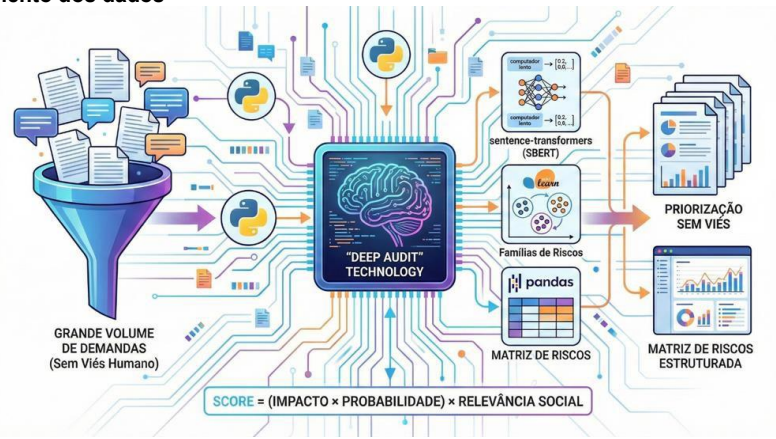 GRANDE VOLUME
DE DEMANDAS
(Sem Viés Humano)
"DEEP AUDIT"
TECHNOLOGY
computador
lento
computador
lento
sentence-transformers
(SBERT)
learn
Famílias de Riscos
pandas
MATRIZ DE RISCOS
PRIORIZAÇÃO
SEM VIÉS
MATRIZ DE RISCOS
ESTRUTURADA
SCORE = (IMPACTO × PROBABILIDADE) × RELEVÂNCIA SOCIAL